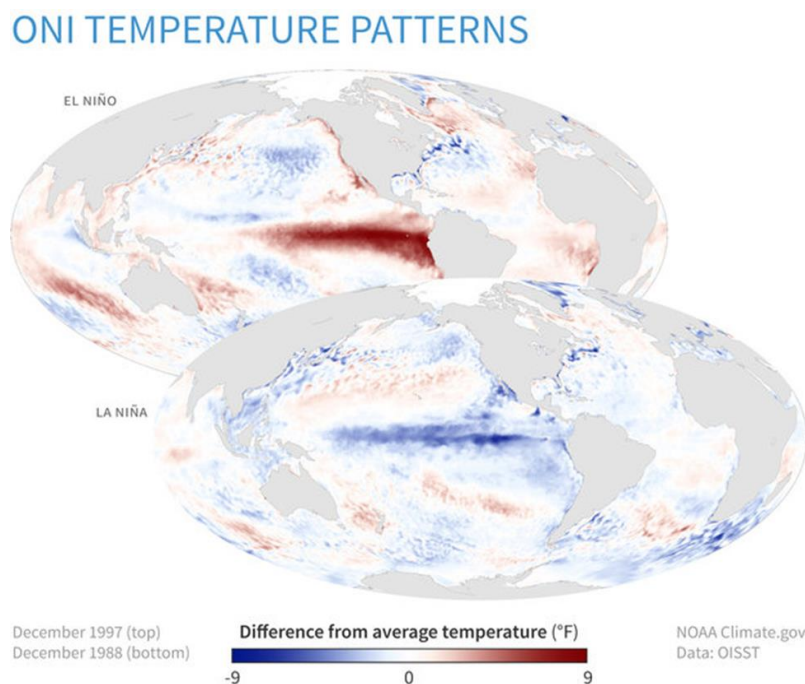 ONI TEMPERATURE PATTERNS
EL NIÑO
LA NIÑA
December 1997 (top)
December 1988 (bottom)
Difference from average temperature (°F)
-9 0 9
NOAA Climate.gov
Data: OISST